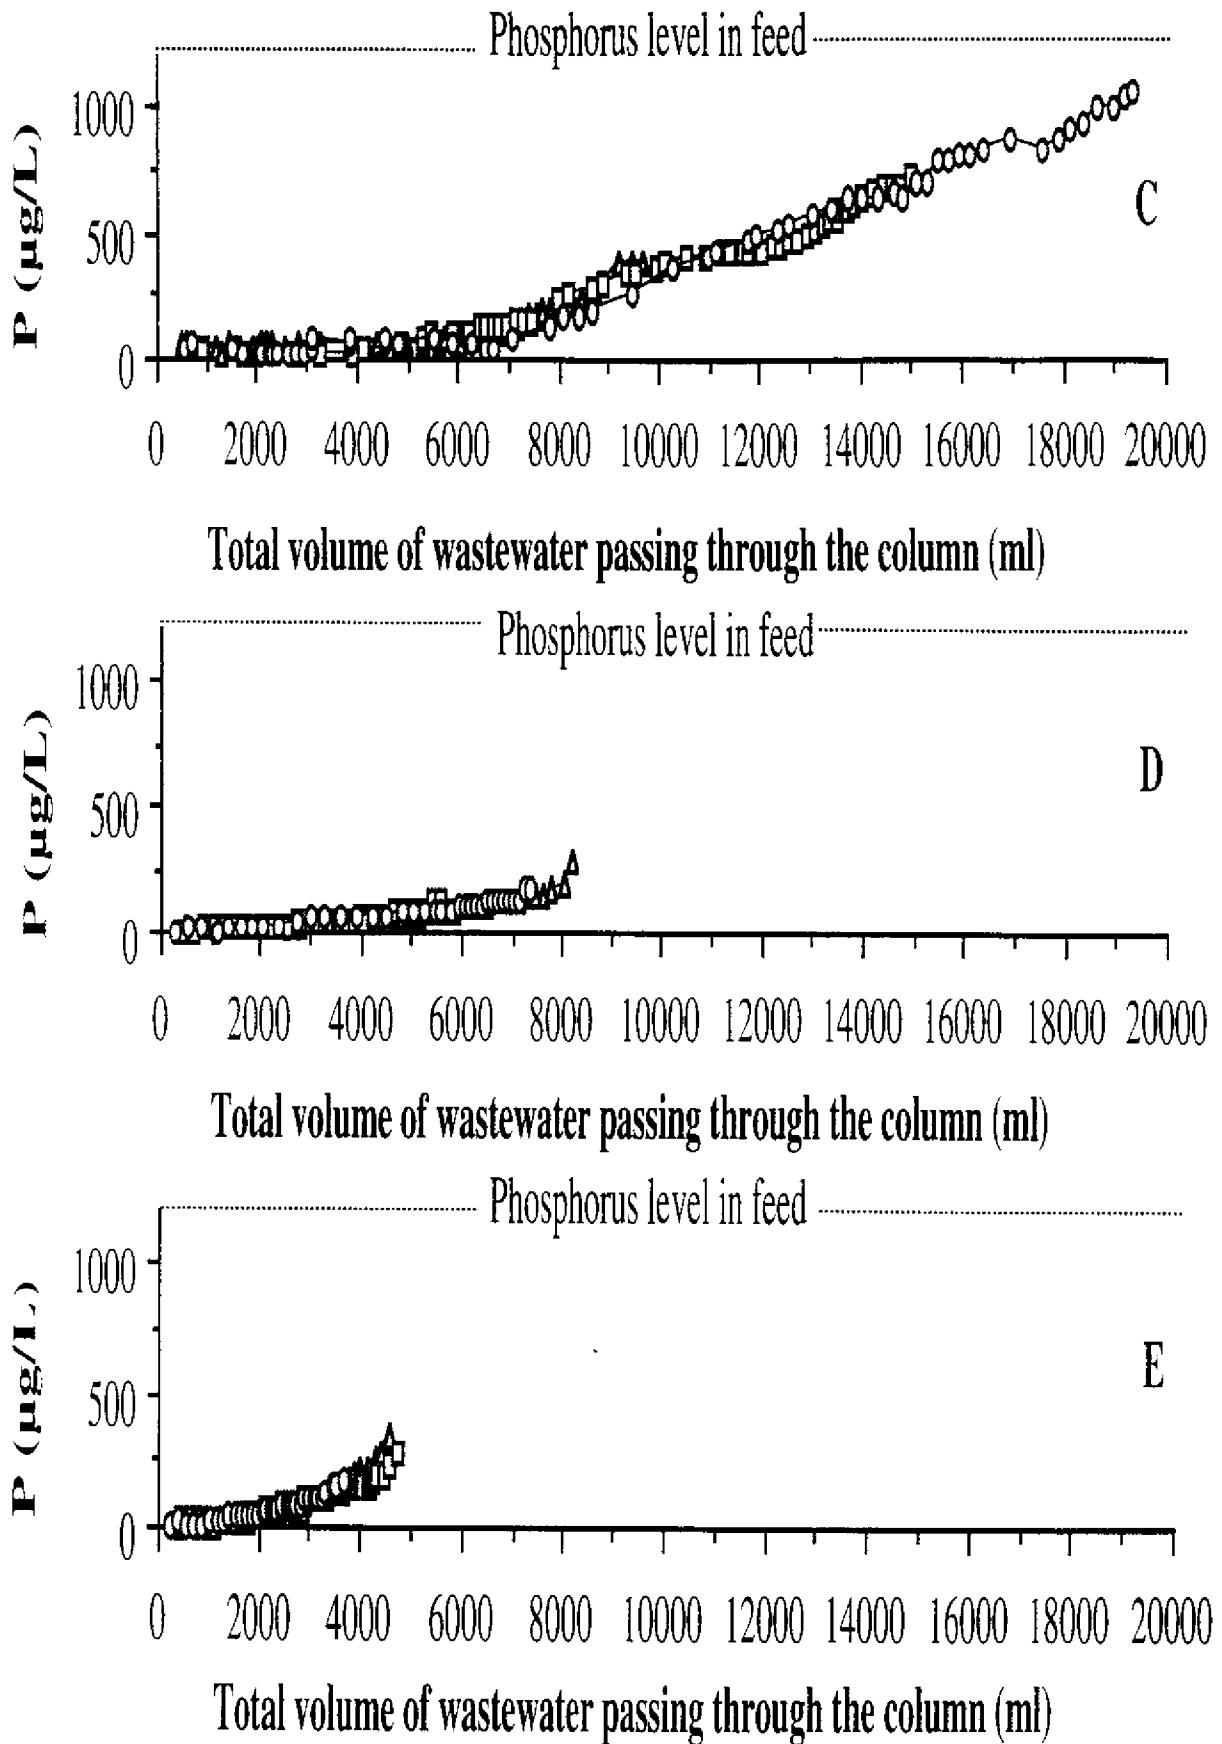 Phosphorus level in feed
1000
500
0
P (µg/L)
C
0 2000 4000 6000 8000 10000 12000 14000 16000 18000 20000
Total volume of wastewater passing through the column (ml)
Phosphorus level in feed
1000
500
0
P (µg/L)
D
0 2000 4000 6000 8000 10000 12000 14000 16000 18000 20000
Total volume of wastewater passing through the column (ml)
Phosphorus level in feed
1000
500
0
P (µg/L)
E
0 2000 4000 6000 8000 10000 12000 14000 16000 18000 20000
Total volume of wastewater passing through the column (ml)